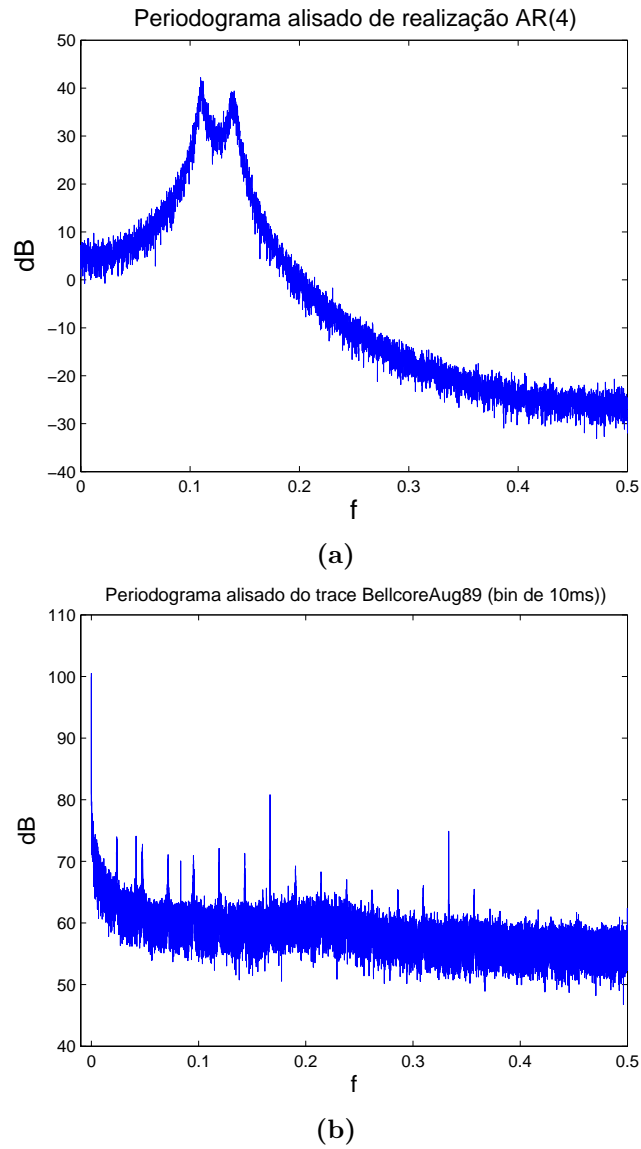 Periodograma alisado de realização AR(4)
50
40
30
20
10
0
−10
−20
−30
−40
dB
0 0.1 0.2 0.3 0.4 0.5
f
(a)
Periodograma alisado do trace BellcoreAug89 (bin de 10ms))
110
100
90
80
70
60
50
40
dB
0 0.1 0.2 0.3 0.4 0.5
f
(b)